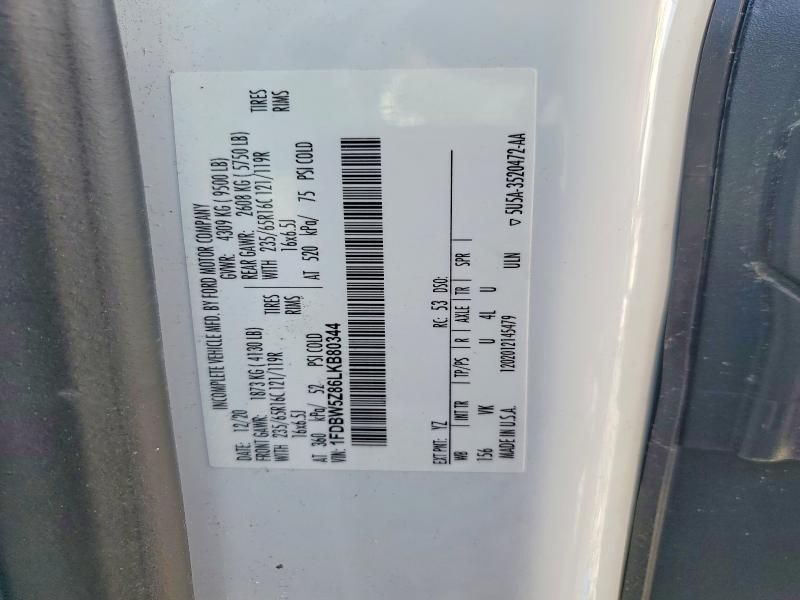 INCOMPLETE VEHICLE MFD. BY FORD MOTOR COMPANY
DATE: 12/20 GVWR: 4309 KG ( 9500 LB)
FRONT GAWR: 1873 KG ( 4130 LB) REAR GAWR: 2608 KG ( 5750 LB)
WITH 235/65R16C 121/119R TIRES WITH 235/65R16C 121/119R TIRES
16x6.5J RIMS 16x6.5J RIMS
AT 360 kPa/ 52 PSI COLD AT 520 kPa/ 75 PSI COLD
VIN: 1FDBW5Z86LKB80344
EXT PNT: YZ RC: 53 DSO:
WB INT TR TP/PS R AXLE TR SPR
156 VK U 4L U
1202012145479 ULN
MADE IN U.S.A. ▽ 5U5A-3520472-AA